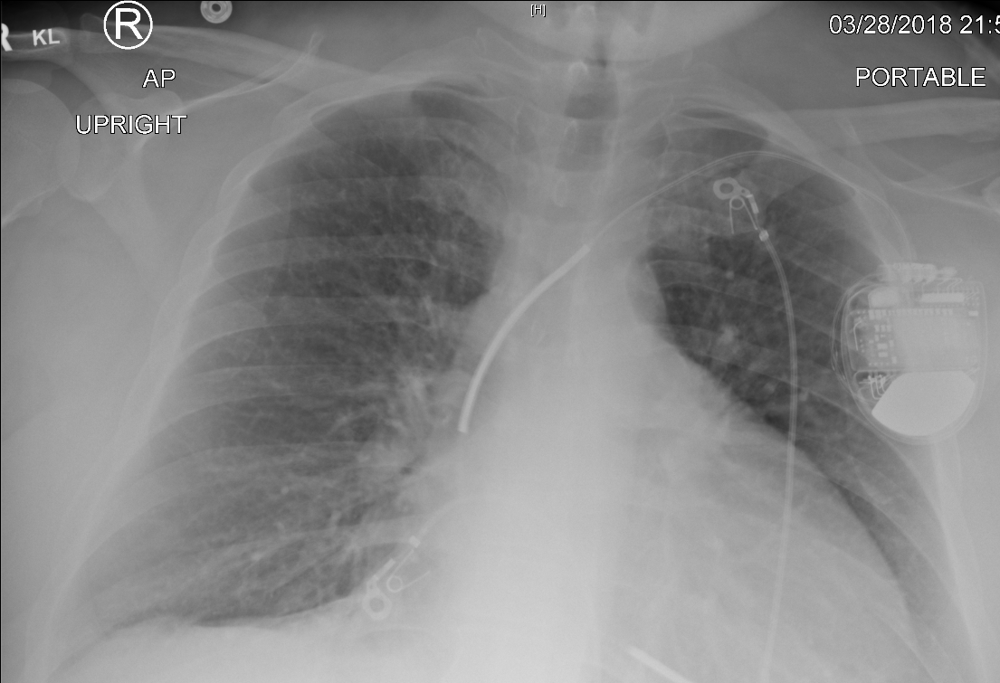 [H]
R KL
R
03/28/2018 21:5
AP
PORTABLE
UPRIGHT